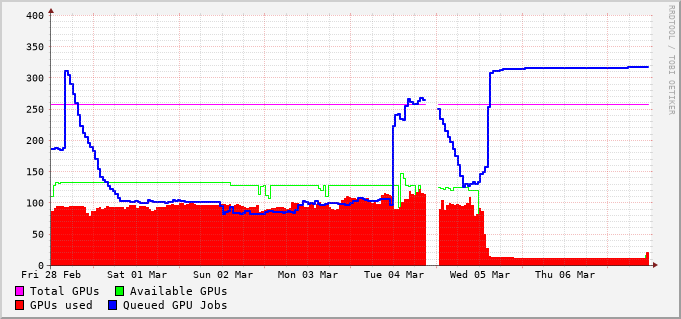 RRDTOOL / TOBI OETIKER
400
350
300
250
200
150
100
50
0
Fri 28 Feb Sat 01 Mar Sun 02 Mar Mon 03 Mar Tue 04 Mar Wed 05 Mar Thu 06 Mar
Total GPUs Available GPUs
GPUs used Queued GPU Jobs